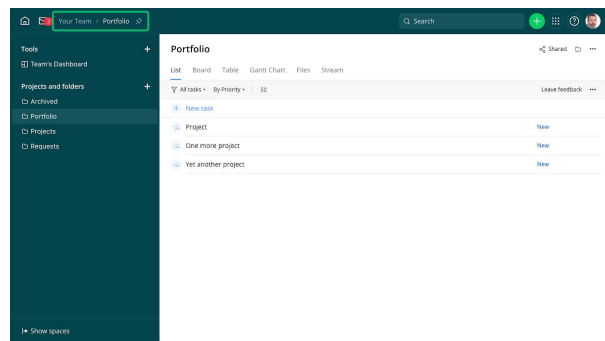 Your Team > Portfolio
Search
Tools
Team's Dashboard
Projects and folders
Archived
Portfolio
Projects
Requests
Show spaces
Portfolio
Shared
List Board Table Gantt Chart Files Stream
All tasks By Priority
Leave feedback
New task
Project New
One more project New
Yet another project New